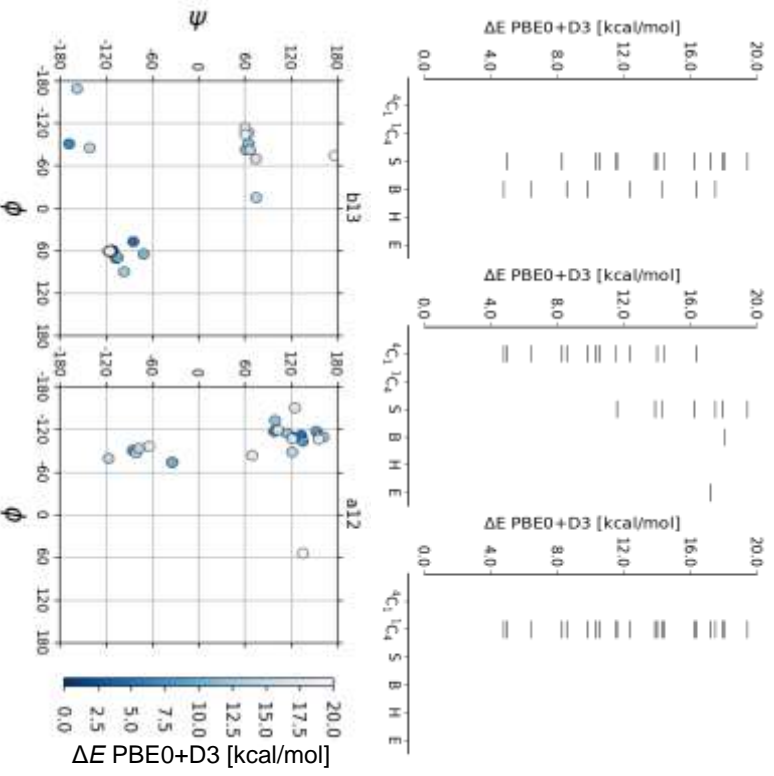 ψ
-180 -120 -60 0 60 120 180
-180 -120 -60 0 60 120 180
ϕ
b13
-180 -120 -60 0 60 120 180
-180 -120 -60 0 60 120 180
ϕ
a12
0.0 2.5 5.0 7.5 10.0 12.5 15.0 17.5 20.0
ΔE PBE0+D3 [kcal/mol]
ΔE PBE0+D3 [kcal/mol]
0.0 4.0 8.0 12.0 16.0 20.0
⁴C₁ ¹C₄ S B H E
ΔE PBE0+D3 [kcal/mol]
0.0 4.0 8.0 12.0 16.0 20.0
⁴C₁ ¹C₄ S B H E
ΔE PBE0+D3 [kcal/mol]
0.0 4.0 8.0 12.0 16.0 20.0
⁴C₁ ¹C₄ S B H E